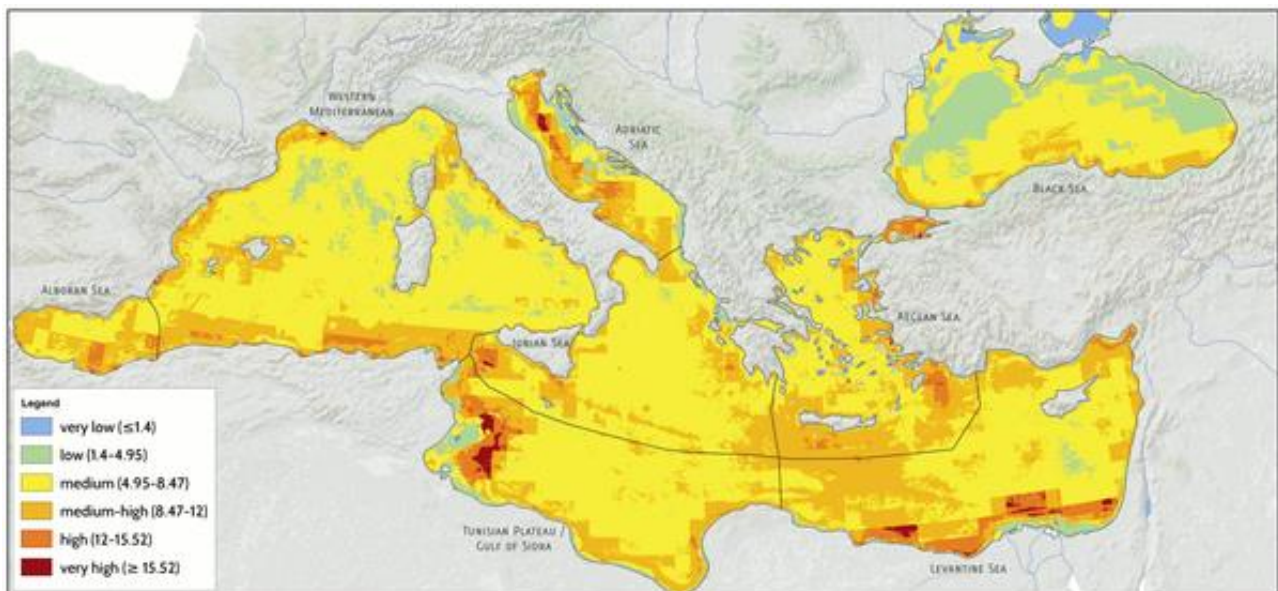 WESTERN
MEDITERRANEAN
ADRIATIC
SEA
BLACK SEA
ALBORAN SEA
AEGEAN SEA
IONIAN SEA
Legend
very low (≤1.4)
low (1.4-4.95)
medium (4.95-8.47)
medium-high (8.47-12)
high (12-15.52)
very high (≥ 15.52)
TUNISIAN PLATEAU /
GULF OF SIDRA
LEVANTINE SEA